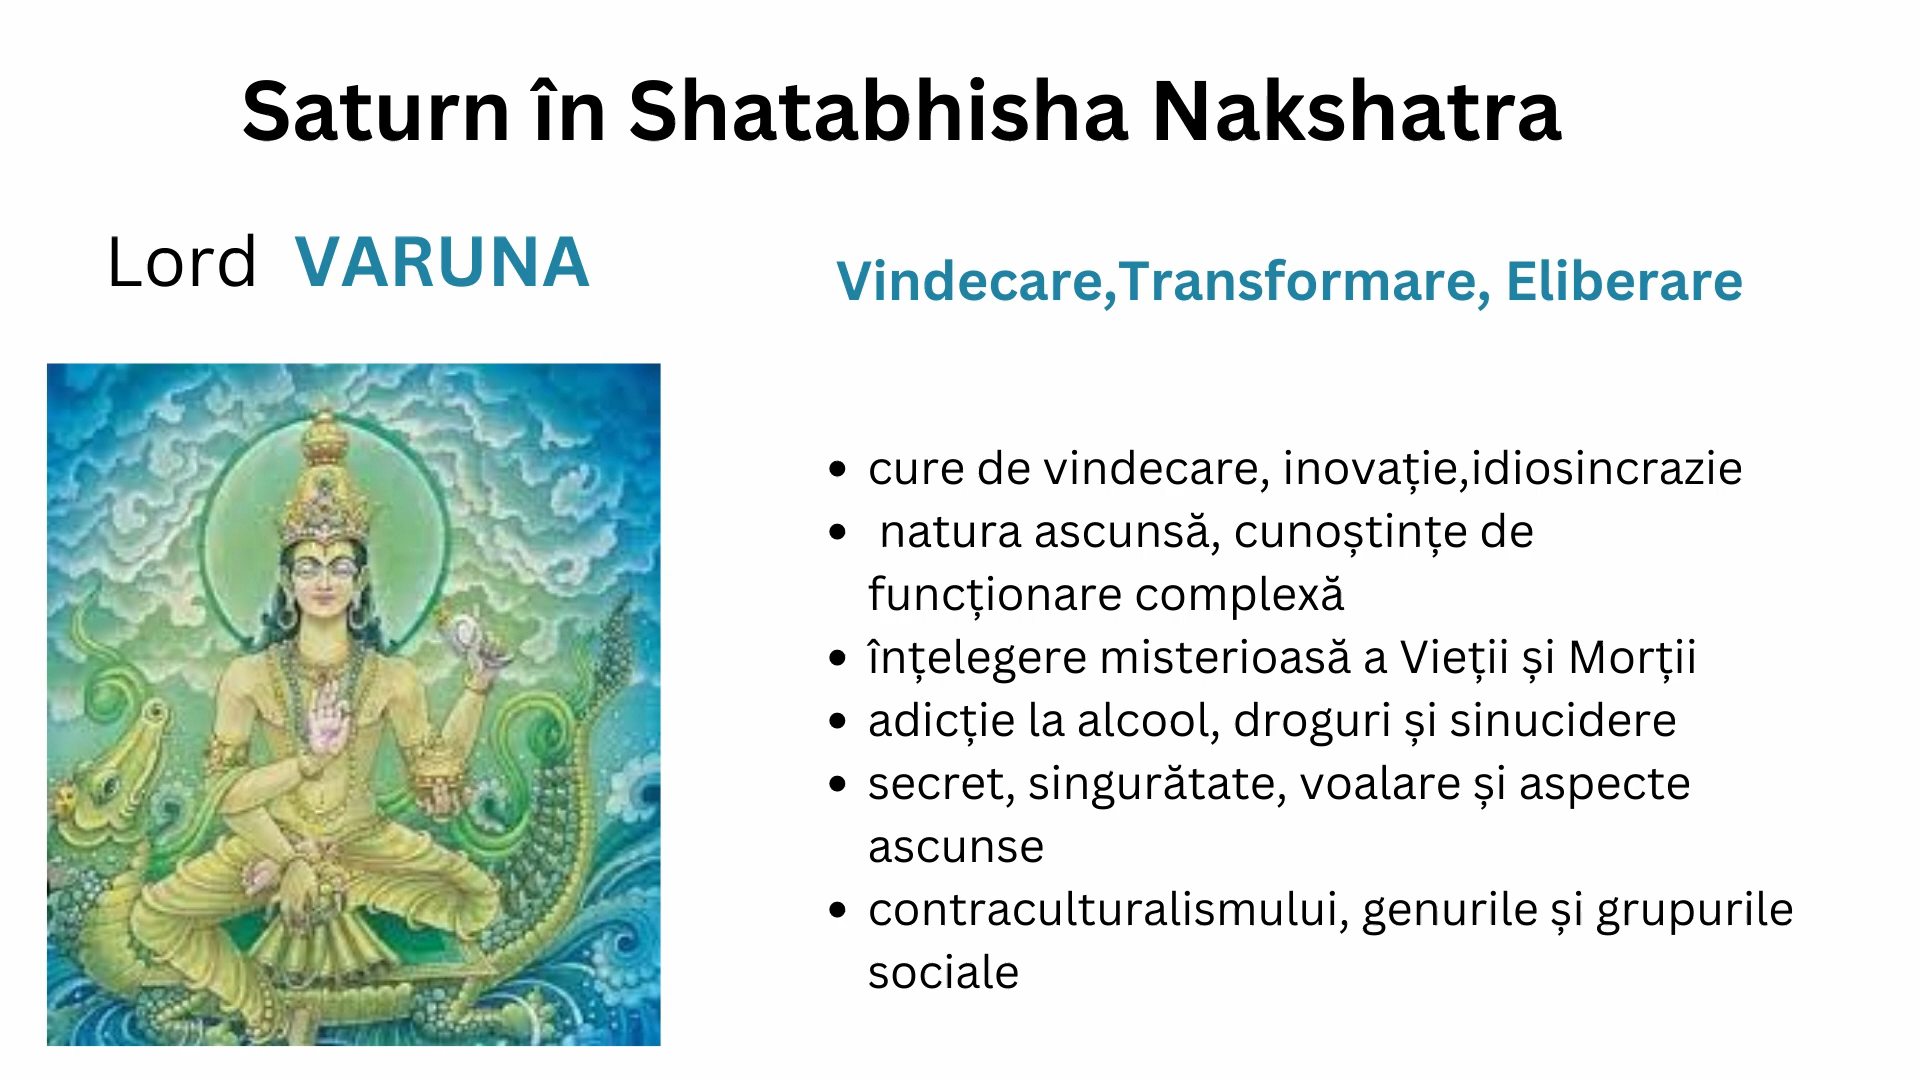 Saturn în Shatabhisha Nakshatra
Lord VARUNA
Vindecare,Transformare, Eliberare
• cure de vindecare, inovație,idiosincrazie
• natura ascunsă, cunoștințe de
funcționare complexă
• înțelegere misterioasă a Vieții și Morții
• adicție la alcool, droguri și sinucidere
• secret, singurătate, voalare și aspecte
ascunse
• contraculturalismului, genurile și grupurile
sociale